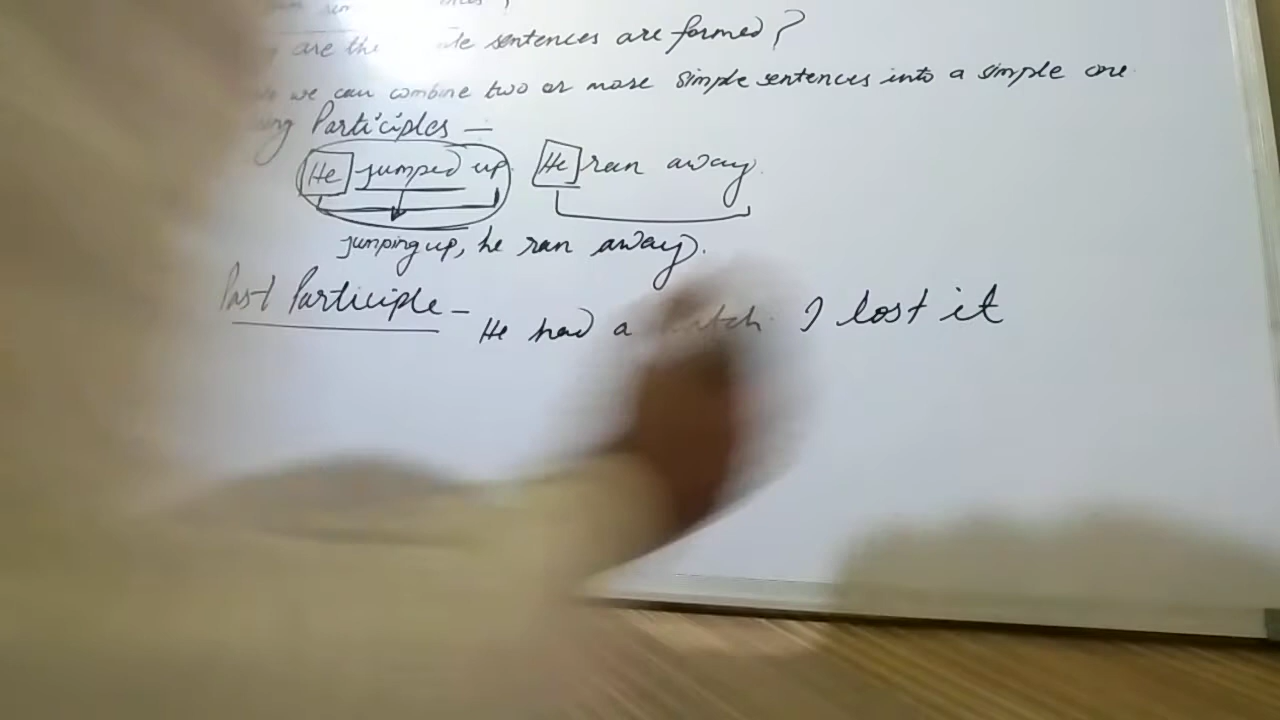 are the sentences are formed?
we can combine two or more simple sentences into a simple one
Participles —
He jumped up. He ran away.
jumping up, he ran away.
Past Participle — He had a watch. I lost it